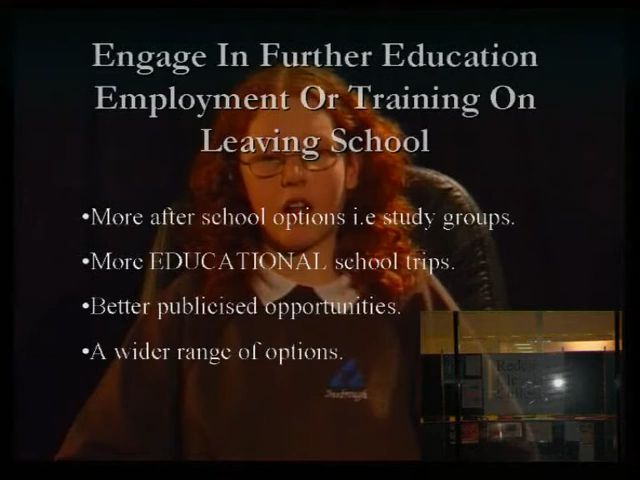 Engage In Further Education
Employment Or Training On
Leaving School
•More after school options i.e study groups.
•More EDUCATIONAL school trips.
•Better publicised opportunities.
•A wider range of options.